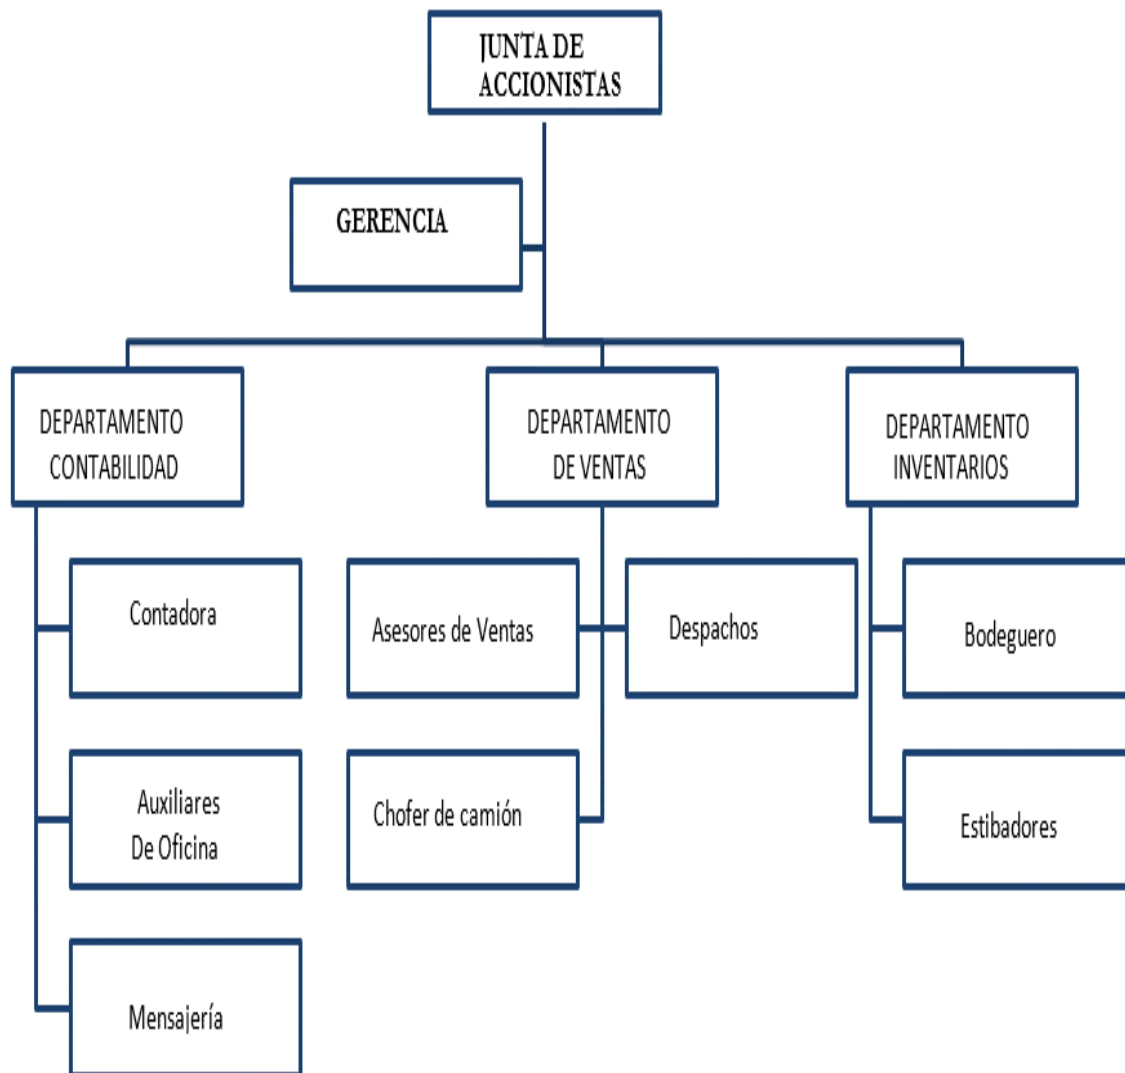 JUNTA DE
ACCIONISTAS
GERENCIA
DEPARTAMENTO
CONTABILIDAD
DEPARTAMENTO
DE VENTAS
DEPARTAMENTO
INVENTARIOS
Contadora
Asesores de Ventas
Despachos
Bodeguero
Auxiliares
De Oficina
Chofer de camión
Estibadores
Mensajería